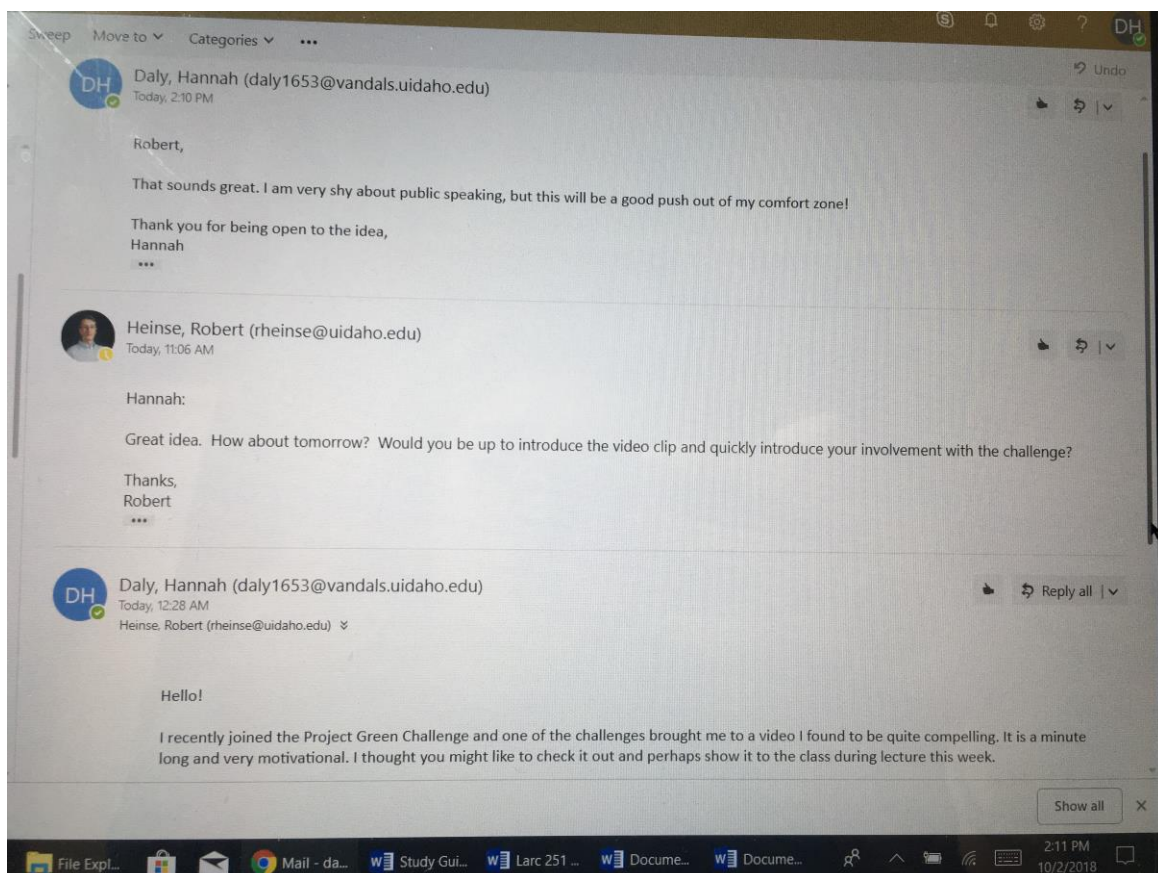 Sweep Move to Categories •••
S ? DH
Undo
DH
Daly, Hannah (daly1653@vandals.uidaho.edu)
Today, 2:10 PM
Robert,
That sounds great. I am very shy about public speaking, but this will be a good push out of my comfort zone!
Thank you for being open to the idea,
Hannah
•••
Heinse, Robert (rheinse@uidaho.edu)
Today, 11:06 AM
Hannah:
Great idea. How about tomorrow? Would you be up to introduce the video clip and quickly introduce your involvement with the challenge?
Thanks,
Robert
•••
DH
Daly, Hannah (daly1653@vandals.uidaho.edu)
Reply all
Today, 12:28 AM
Heinse, Robert (rheinse@uidaho.edu)
Hello!
I recently joined the Project Green Challenge and one of the challenges brought me to a video I found to be quite compelling. It is a minute
long and very motivational. I thought you might like to check it out and perhaps show it to the class during lecture this week.
Show all
File Expl... Mail - da... Study Gui... Larc 251 ... Docume... Docume... 2:11 PM
10/2/2018